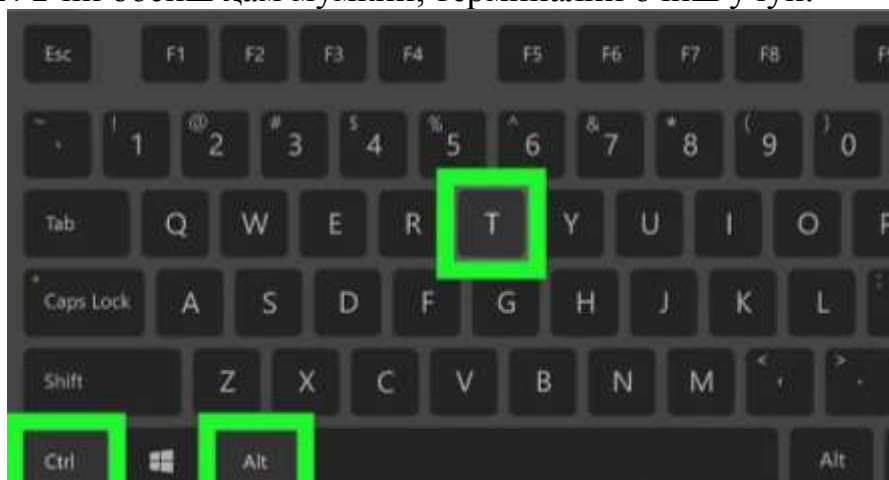 Esc F1 F2 F3 F4 F5 F6 F7 F8
~ ` ! 1 @ 2 # 3 $ 4 % 5 ^ 6 & 7 * 8 ( 9 ) 0
Tab Q W E R T Y U I O
Caps Lock A S D F G H J K L
Shift Z X C V B N M < , > .
Ctrl Alt Alt